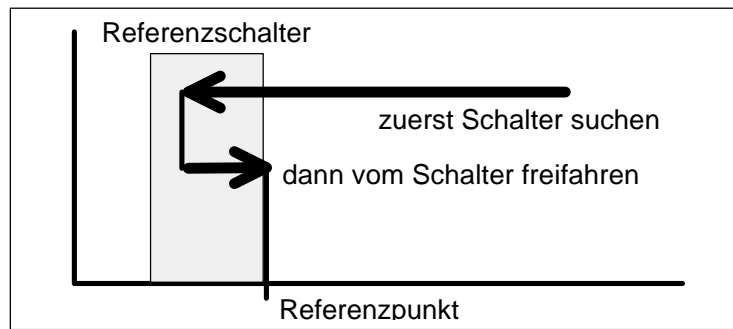 Referenzschalter
zuerst Schalter suchen
dann vom Schalter freifahren
Referenzpunkt